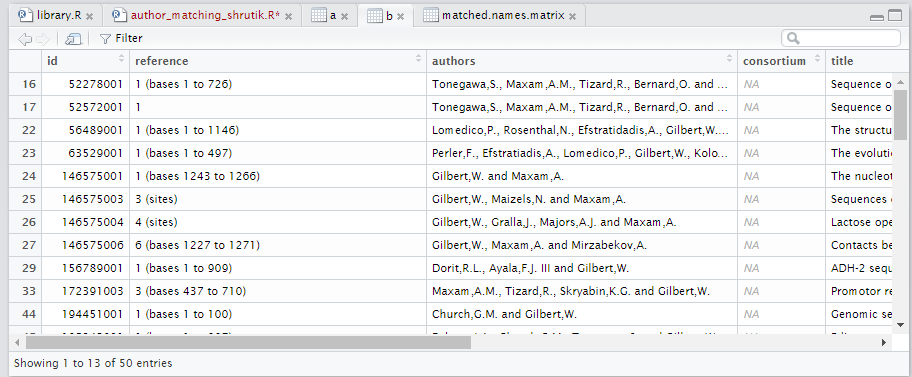 library.R × author_matching_shrutik.R* × a × b × matched.names.matrix ×
Filter
id reference authors consortium title
16 52278001 1 (bases 1 to 726) Tonegawa,S., Maxam,A.M., Tizard,R., Bernard,O. and ... NA Sequence o
17 52572001 1 Tonegawa,S., Maxam,A.M., Tizard,R., Bernard,O. and ... NA Sequence o
22 56489001 1 (bases 1 to 1146) Lomedico,P., Rosenthal,N., Efstratidadis,A., Gilbert,W.... NA The structu
23 63529001 1 (bases 1 to 497) Perler,F., Efstratiadis,A., Lomedico,P., Gilbert,W., Kolo... NA The evolutio
24 146575001 1 (bases 1243 to 1266) Gilbert,W. and Maxam,A. NA The nucleot
25 146575003 3 (sites) Gilbert,W., Maizels,N. and Maxam,A. NA Sequences
26 146575004 4 (sites) Gilbert,W., Gralla,J., Majors,A.J. and Maxam,A. NA Lactose ope
27 146575006 6 (bases 1227 to 1271) Gilbert,W., Maxam,A. and Mirzabekov,A. NA Contacts be
29 156789001 1 (bases 1 to 909) Dorit,R.L., Ayala,F.J. III and Gilbert,W. NA ADH-2 sequ
33 172391003 3 (bases 437 to 710) Maxam,A.M., Tizard,R., Skryabin,K.G. and Gilbert,W. NA Promotor re
44 194451001 1 (bases 1 to 100) Church,G.M. and Gilbert,W. NA Genomic se
Showing 1 to 13 of 50 entries